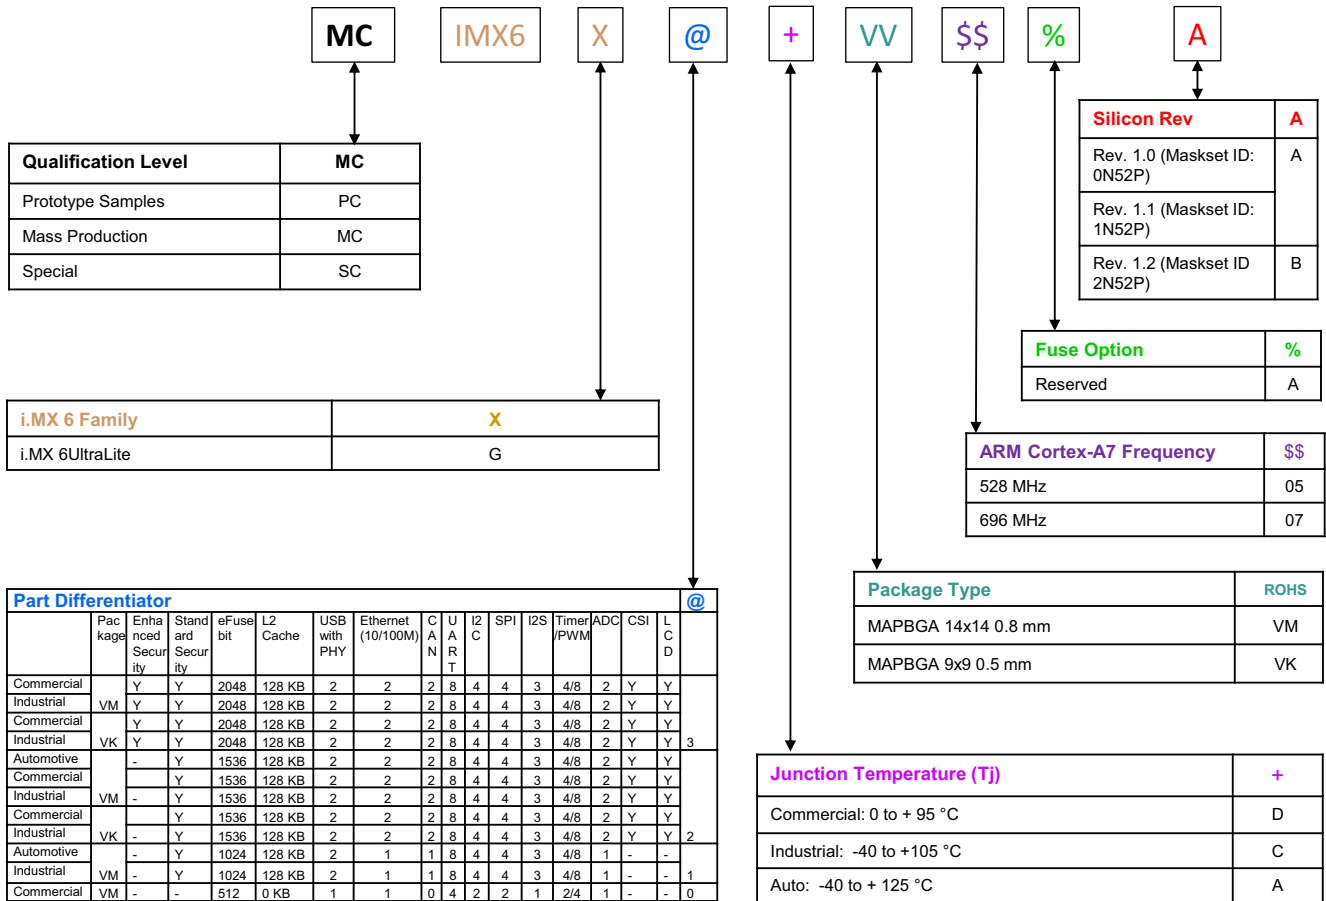 MC IMX6 X @ + VV $$ % A
Silicon Rev A
Rev. 1.0 (Maskset ID: A
0N52P)
Rev. 1.1 (Maskset ID:
1N52P)
Rev. 1.2 (Maskset ID B
2N52P)
Qualification Level MC
Prototype Samples PC
Mass Production MC
Special SC
Fuse Option %
Reserved A
i.MX 6 Family X
i.MX 6UltraLite G
ARM Cortex-A7 Frequency $$
528 MHz 05
696 MHz 07
Package Type ROHS
MAPBGA 14x14 0.8 mm VM
MAPBGA 9x9 0.5 mm VK
Part Differentiator @
Pac Enha Stand eFuse L2 USB Ethernet C U I2 SPI I2S Timer ADC CSI L
kage nced ard bit Cache with (10/100M) A A C /PWM C
Secur Secur PHY N R D
ity ity T
Commercial Y Y 2048 128 KB 2 2 2 8 4 4 3 4/8 2 Y Y
Industrial VM Y Y 2048 128 KB 2 2 2 8 4 4 3 4/8 2 Y Y
Commercial Y Y 2048 128 KB 2 2 2 8 4 4 3 4/8 2 Y Y
Industrial VK Y Y 2048 128 KB 2 2 2 8 4 4 3 4/8 2 Y Y 3
Automotive - Y 1536 128 KB 2 2 2 8 4 4 3 4/8 2 Y Y
Commercial Y 1536 128 KB 2 2 2 8 4 4 3 4/8 2 Y Y
Industrial VM - Y 1536 128 KB 2 2 2 8 4 4 3 4/8 2 Y Y
Commercial Y 1536 128 KB 2 2 2 8 4 4 3 4/8 2 Y Y
Industrial VK - Y 1536 128 KB 2 2 2 8 4 4 3 4/8 2 Y Y 2
Automotive - Y 1024 128 KB 2 1 1 8 4 4 3 4/8 1 - -
Industrial VM - Y 1024 128 KB 2 1 1 8 4 4 3 4/8 1 - - 1
Commercial VM - - 512 0 KB 1 1 0 4 2 2 1 2/4 1 - - 0
Junction Temperature (Tj) +
Commercial: 0 to + 95 °C D
Industrial: -40 to +105 °C C
Auto: -40 to + 125 °C A